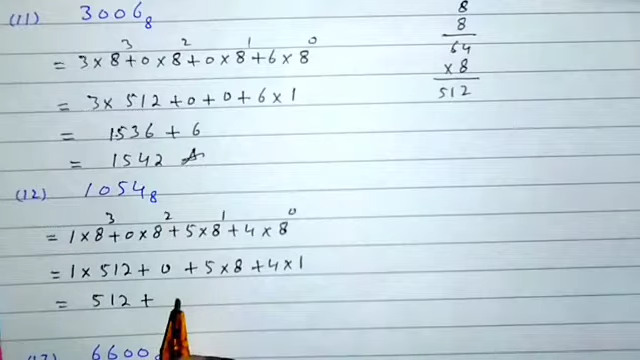 (11) 3006₈
= 3×8³+0×8²+0×8¹+6×8⁰
= 3× 512 +0+0+6×1
= 1536 + 6
= 1542 A
(12) 1054₈
= 1×8³+0×8²+5×8¹+4×8⁰
= 1× 512 + 0 + 5×8 +4×1
= 512 +
6600
8
8
64
×8
512